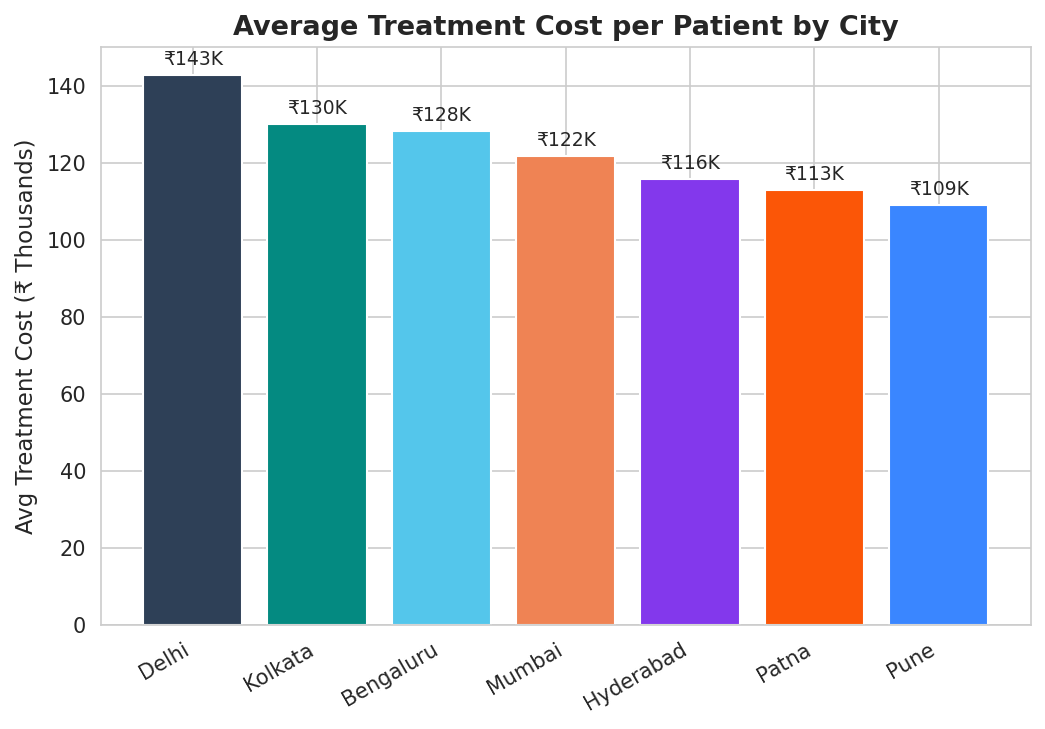 Average Treatment Cost per Patient by City
Avg Treatment Cost (₹ Thousands)
140
120
100
80
60
40
20
0
₹143K
₹130K
₹128K
₹122K
₹116K
₹113K
₹109K
Delhi
Kolkata
Bengaluru
Mumbai
Hyderabad
Patna
Pune